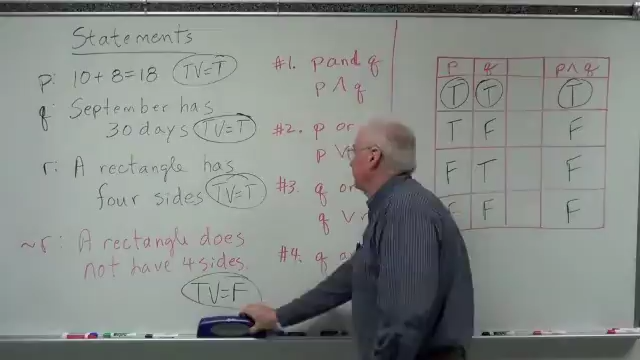 Statements
p: 10+8=18 TV=T
q: September has
30 days TV=T
r: A rectangle has
four sides TV=T
~r: A rectangle does
not have 4 sides.
TV=F
#1. p and q
p ∧ q
#2. p or
p ∨
#3. q or
q ∨ r
#4. q
p q p∧q
T T T
T F F
F T F
F F F